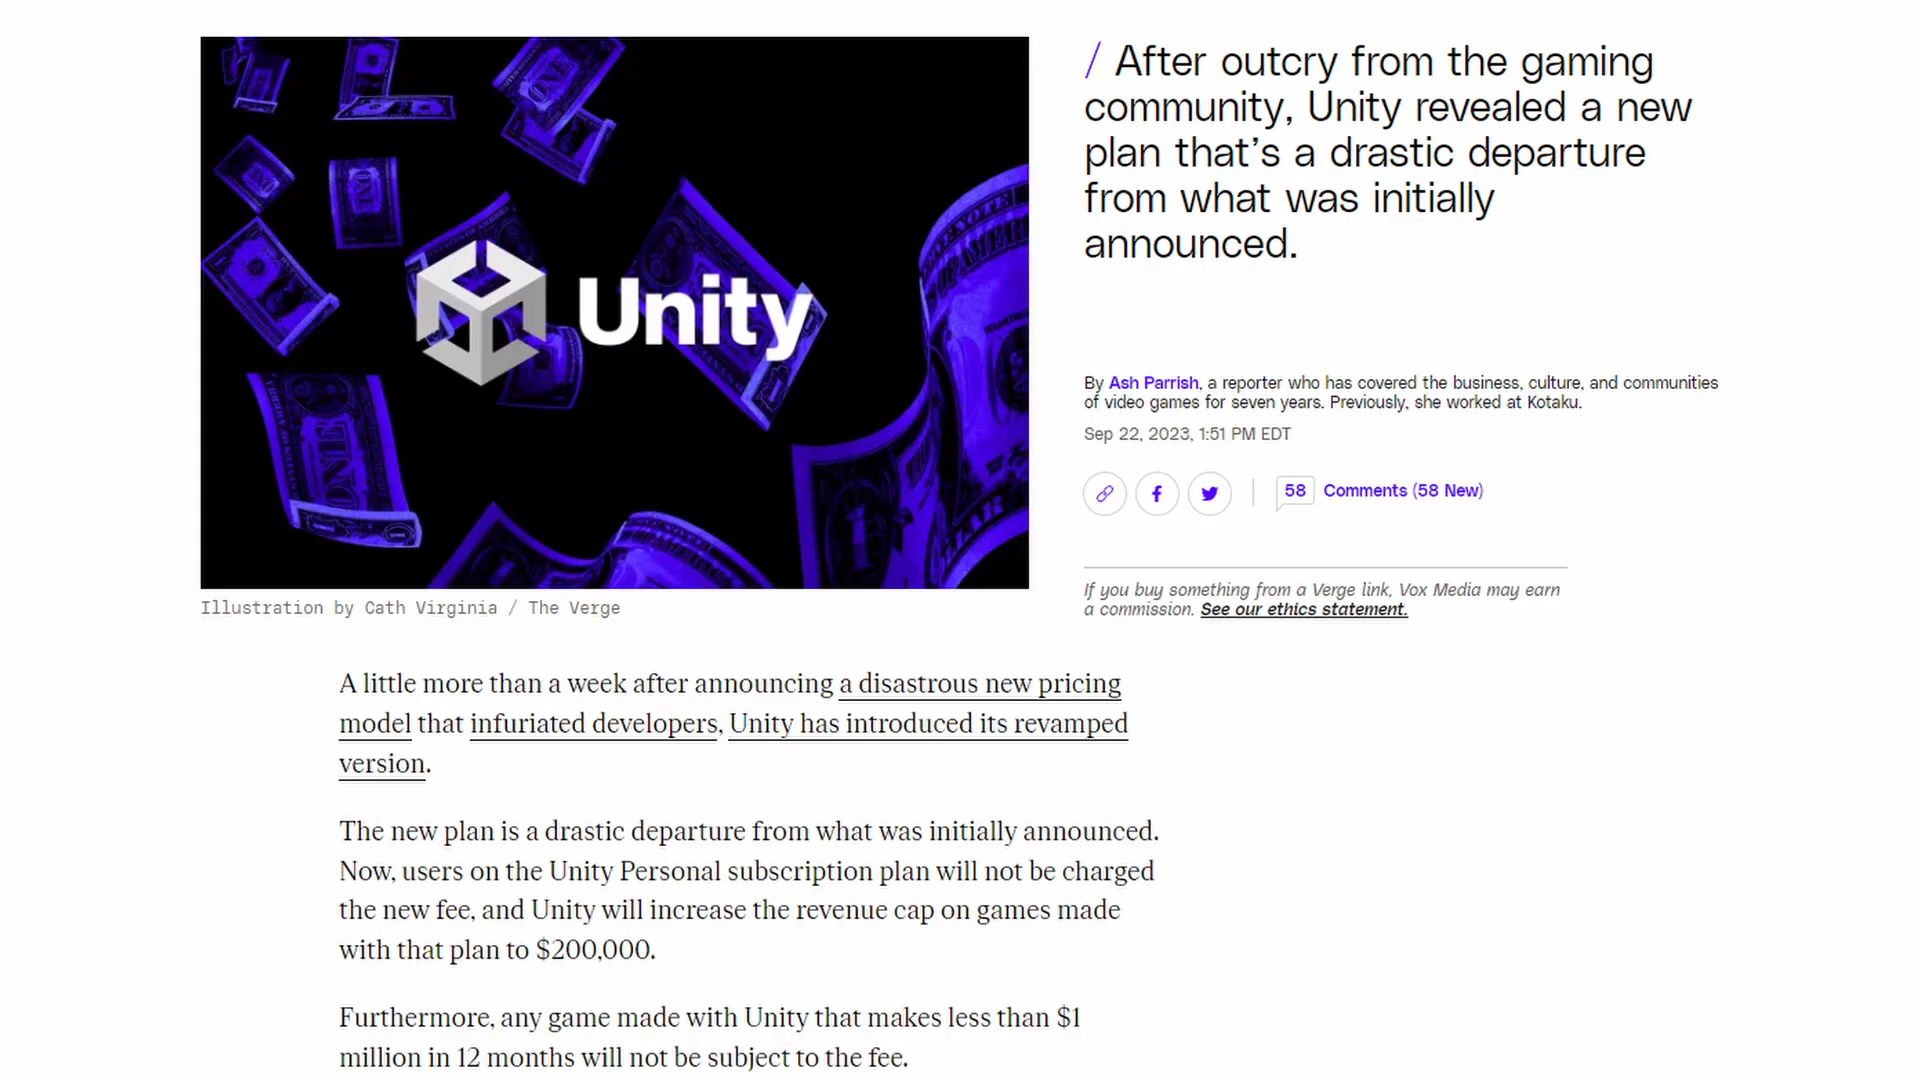 Unity
/ After outcry from the gaming
community, Unity revealed a new
plan that’s a drastic departure
from what was initially
announced.
By Ash Parrish, a reporter who has covered the business, culture, and communities
of video games for seven years. Previously, she worked at Kotaku.
Sep 22, 2023, 1:51 PM EDT
58 Comments (58 New)
If you buy something from a Verge link, Vox Media may earn
a commission. See our ethics statement.
Illustration by Cath Virginia / The Verge
A little more than a week after announcing a disastrous new pricing
model that infuriated developers, Unity has introduced its revamped
version.
The new plan is a drastic departure from what was initially announced.
Now, users on the Unity Personal subscription plan will not be charged
the new fee, and Unity will increase the revenue cap on games made
with that plan to $200,000.
Furthermore, any game made with Unity that makes less than $1
million in 12 months will not be subject to the fee.